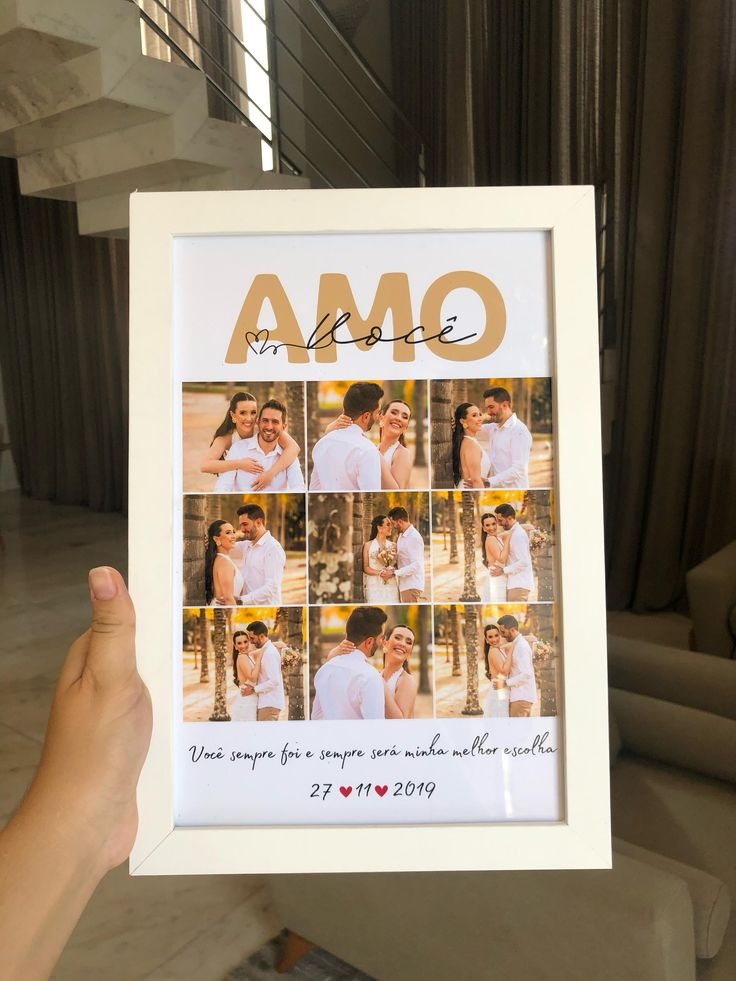 AMO
Você
Você sempre foi e sempre será minha melhor escolha
27 ♥ 11 ♥ 2019